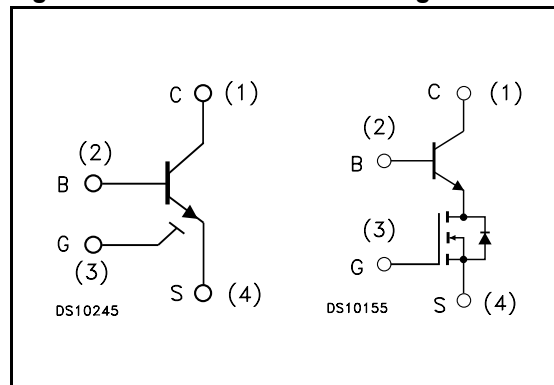 C (1)
(2)
B
G
(3)
S (4)
DS10245
C (1)
(2)
B
(3)
G
S (4)
DS10155